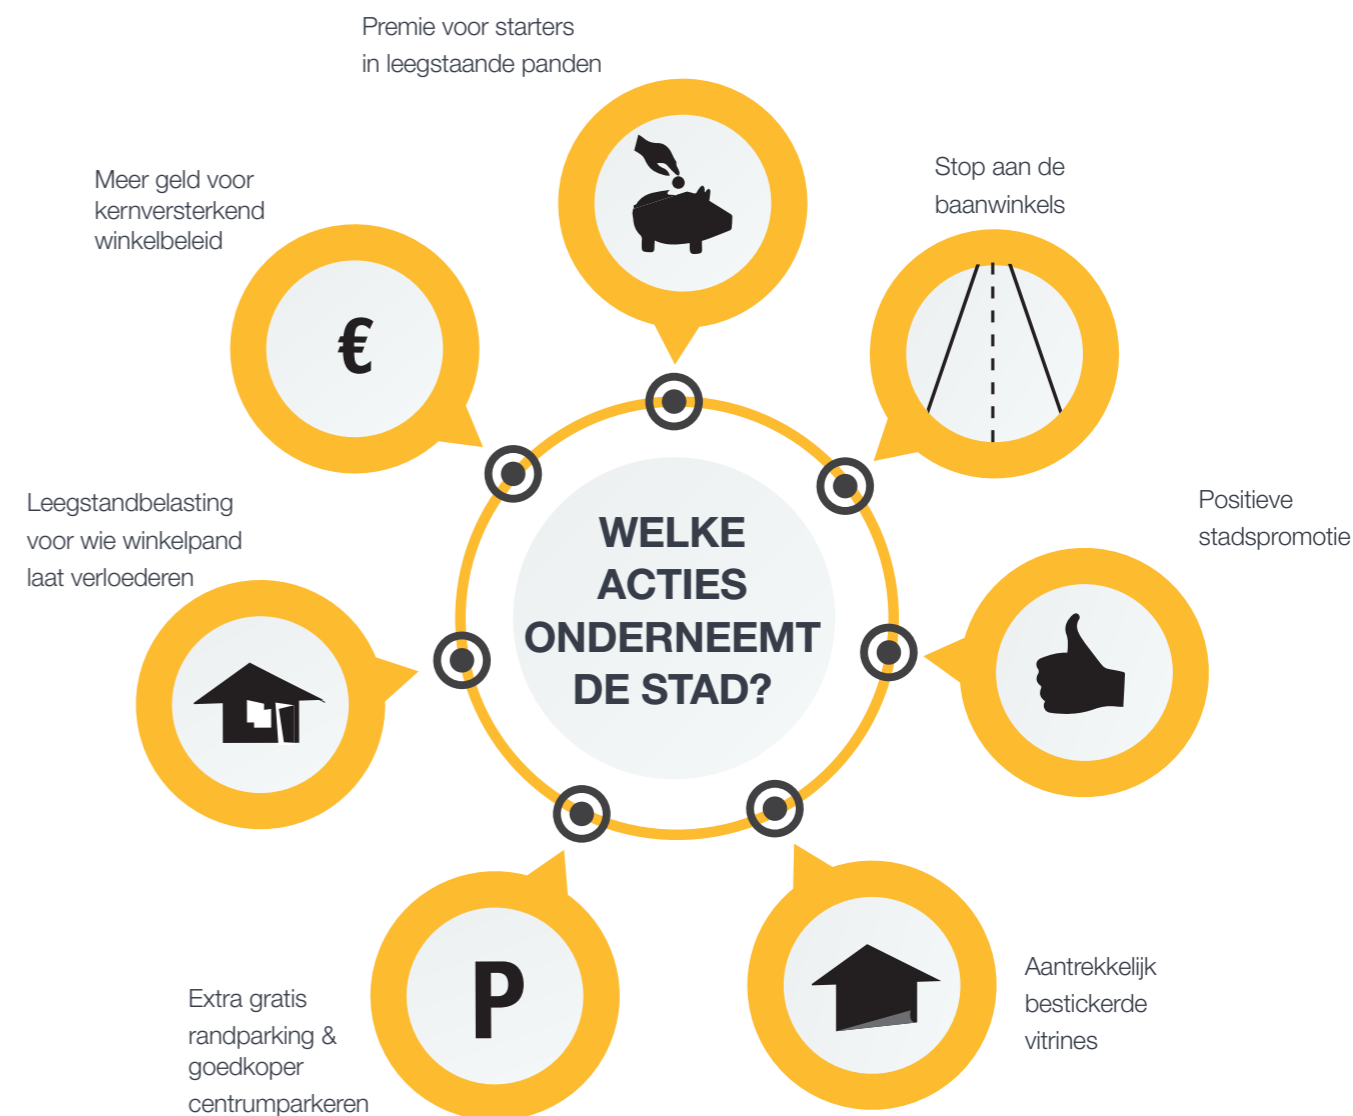 Premie voor starters
in leegstaande panden
Meer geld voor
kernversterkend
winkelbeleid
€
Stop aan de
baanwinkels
Leegstandbelasting
voor wie winkelpand
laat verloederen
WELKE
ACTIES
ONDERNEEMT
DE STAD?
Positieve
stadspromotie
Extra gratis
randparking &
goedkoper
centrumparkeren
P
Aantrekkelijk
bestickerde
vitrines